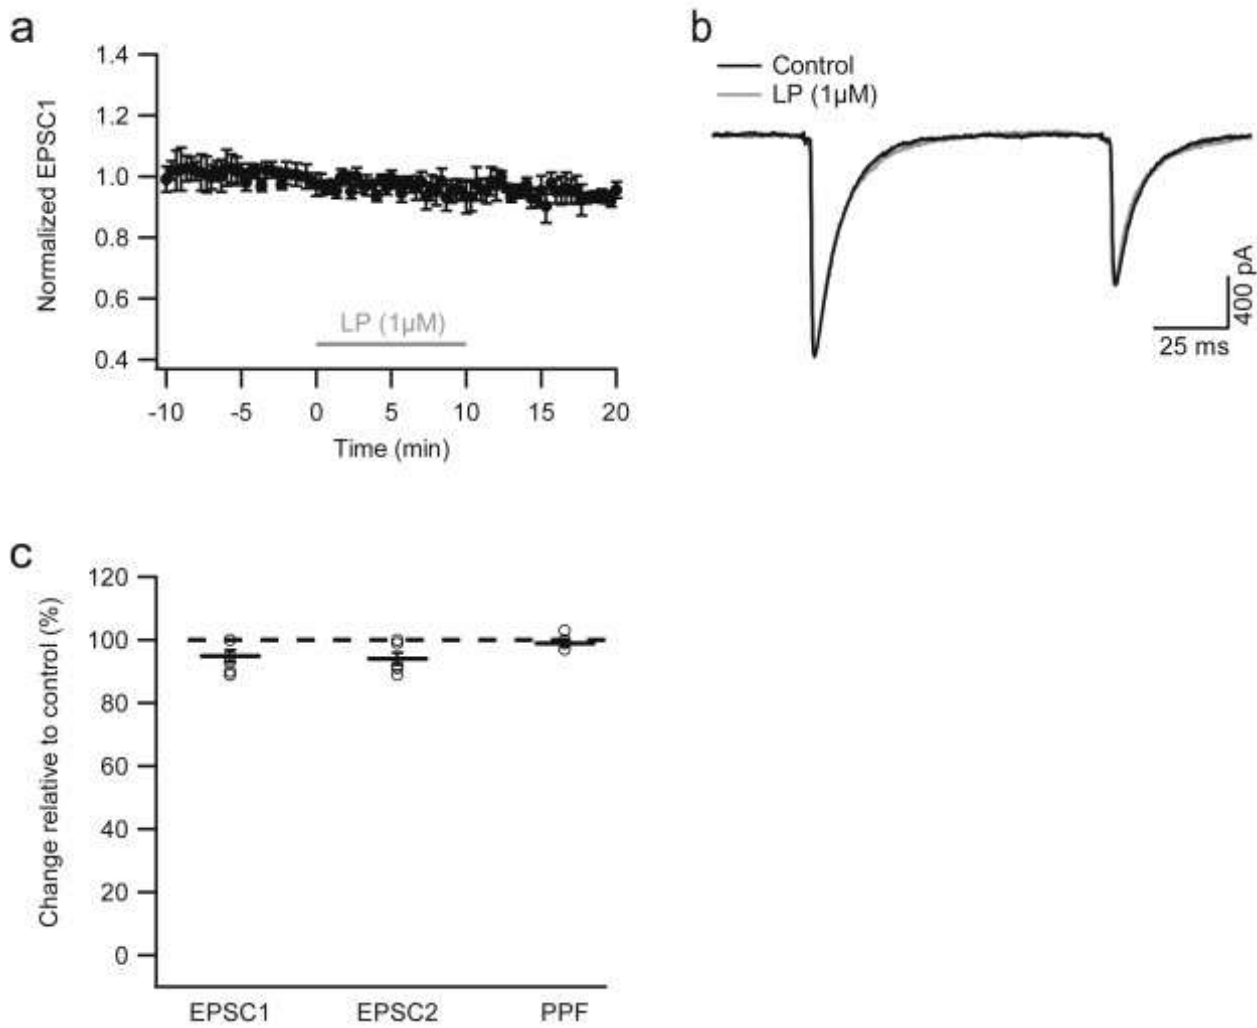 a
Normalized EPSC1
1.4
1.2
1.0
0.8
0.6
0.4
LP (1µM)
-10 -5 0 5 10 15 20
Time (min)
b
Control
LP (1µM)
400 pA
25 ms
c
Change relative to control (%)
120
100
80
60
40
20
0
EPSC1 EPSC2 PPF